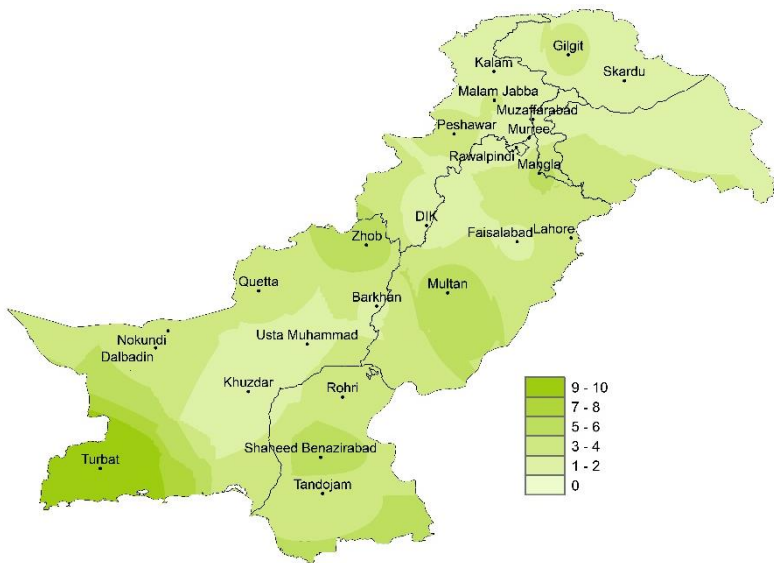 Gilgit
Kalam
Skardu
Malam Jabba
Muzaffarabad
Peshawar
Murree
Rawalpindi
Mangla
DIK
Zhob
Faisalabad
Lahore
Quetta
Multan
Barkhan
Nokundi
Usta Muhammad
Dalbadin
Khuzdar
Rohri
Shaheed Benazirabad
Turbat
Tandojam
9 - 10
7 - 8
5 - 6
3 - 4
1 - 2
0